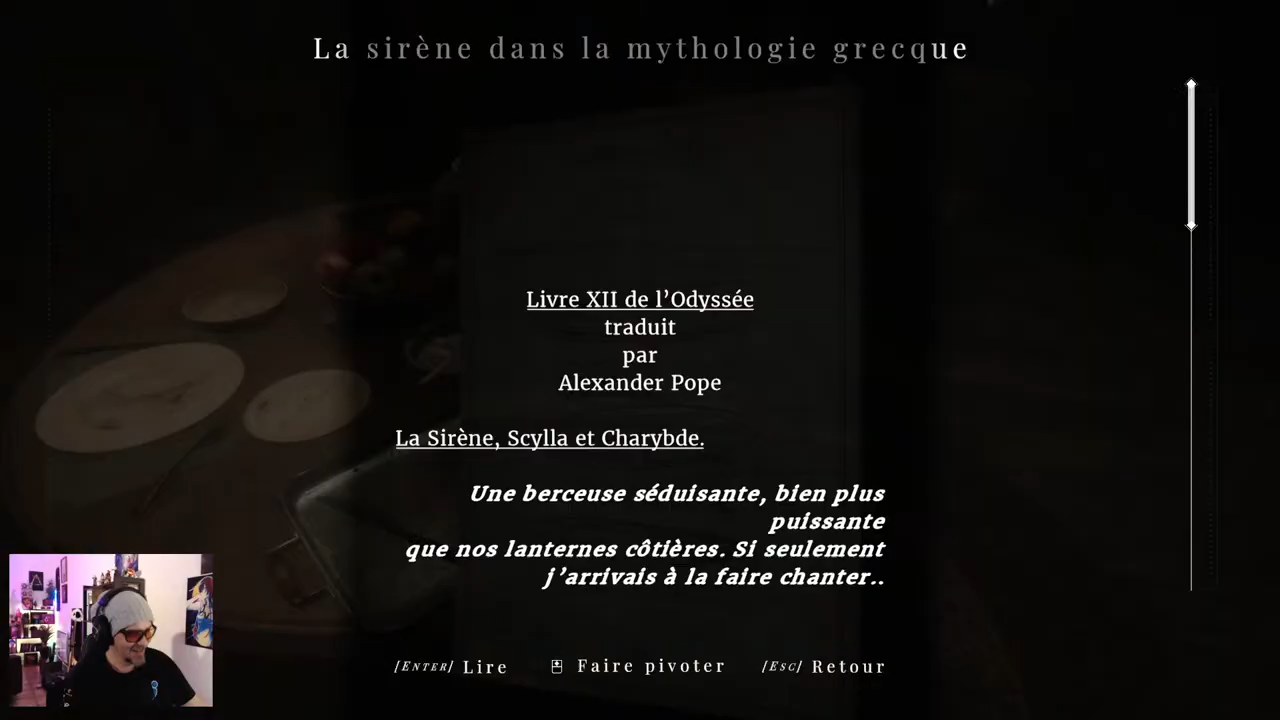 La sirène dans la mythologie grecque
Livre XII de l’Odyssée
traduit
par
Alexander Pope
La Sirène, Scylla et Charybde.
Une berceuse séduisante, bien plus
puissante
que nos lanternes côtières. Si seulement
j’arrivais à la faire chanter..
[ENTER] Lire Faire pivoter [ESC] Retour